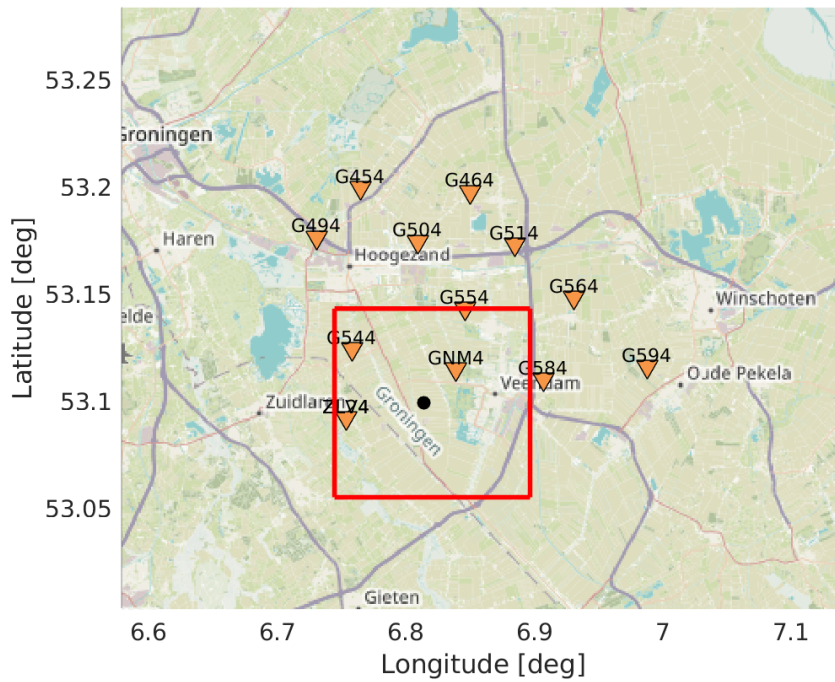 53.25
Groningen
53.2
G454
G464
G494
G504
G514
Haren
Hoogezand
53.15
G564
Winschoten
G554
elde
G544
GNM4
G584
G594
Veendam
Oude Pekela
53.1
Zuidlaren
Groningen
53.05
Gieten
6.6
6.7
6.8
6.9
7
7.1
Longitude [deg]
Latitude [deg]